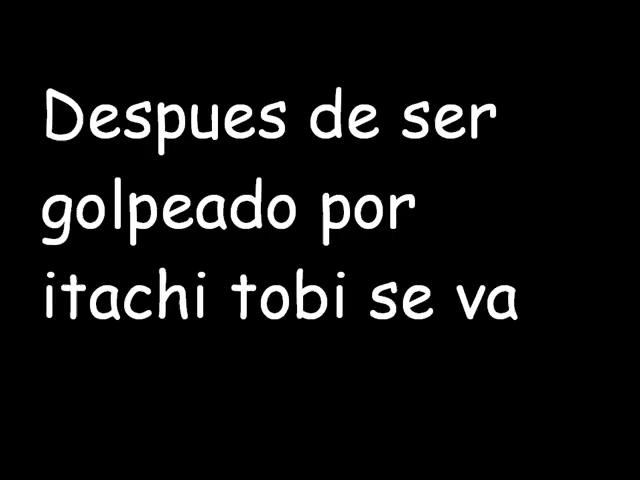 Despues de ser
golpeado por
itachi tobi se va